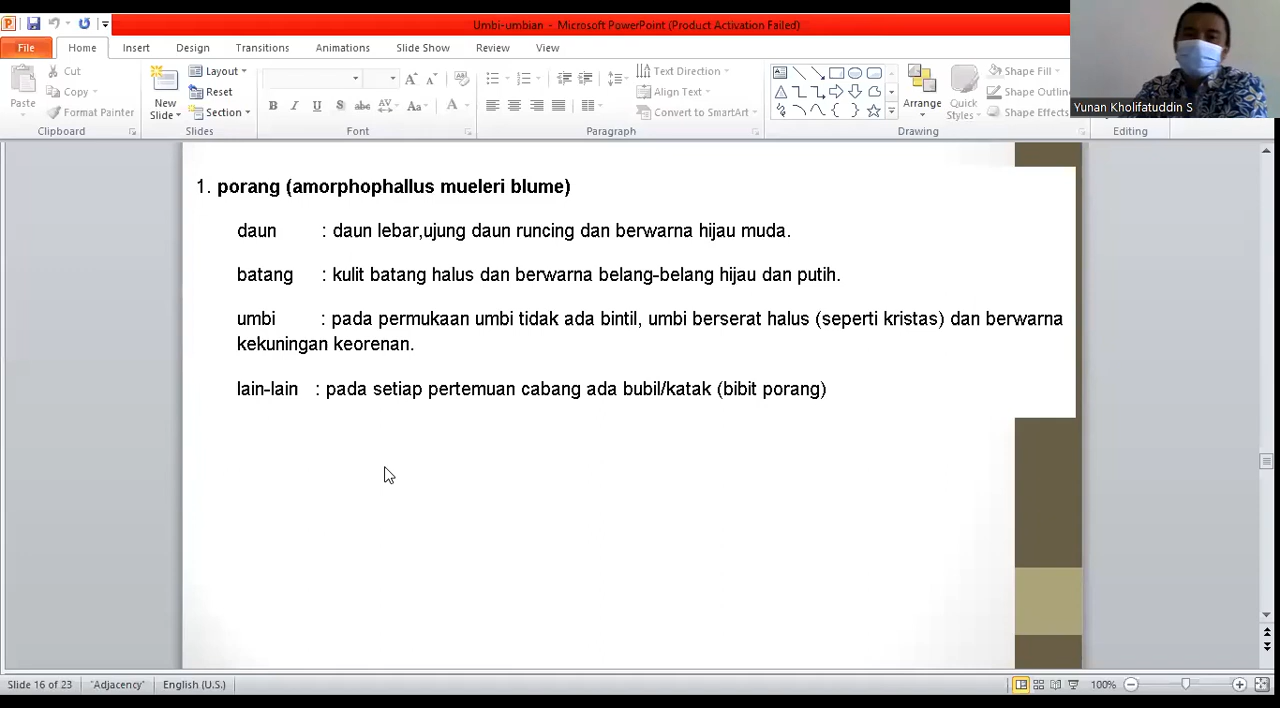 Umbi-umbian - Microsoft PowerPoint (Product Activation Failed)
File Home Insert Design Transitions Animations Slide Show Review View
Paste
Cut
Copy
Format Painter
Clipboard
New Slide
Layout
Reset
Section
Slides
B I U S abc AV Aa A
Font
Text Direction
Align Text
Convert to SmartArt
Paragraph
Arrange
Quick Styles
Shape Fill
Shape Outlin
Shape Effects
Drawing
Editing
Yunan Kholifatuddin S
1. porang (amorphophallus mueleri blume)
daun : daun lebar,ujung daun runcing dan berwarna hijau muda.
batang : kulit batang halus dan berwarna belang-belang hijau dan putih.
umbi : pada permukaan umbi tidak ada bintil, umbi berserat halus (seperti kristas) dan berwarna
kekuningan keorenan.
lain-lain : pada setiap pertemuan cabang ada bubil/katak (bibit porang)
Slide 16 of 23 "Adjacency" English (U.S.) 100%